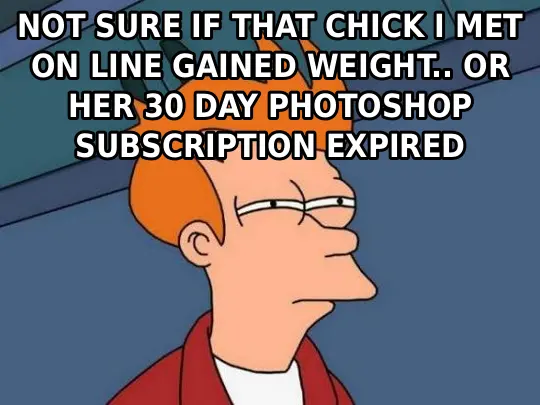 NOT SURE IF THAT CHICK I MET
ON LINE GAINED WEIGHT.. OR
HER 30 DAY PHOTOSHOP
SUBSCRIPTION EXPIRED